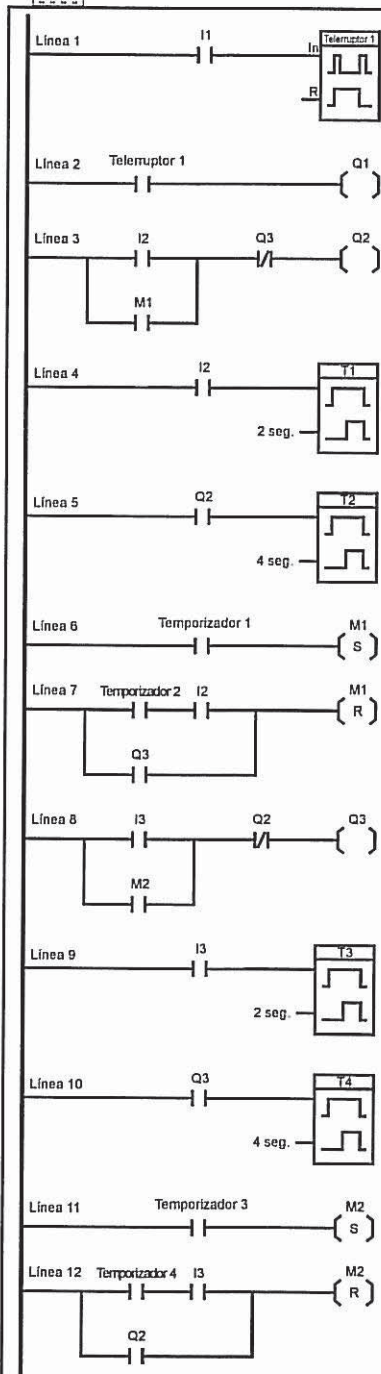 Línea 1 I1 In Telerruptor 1
R
Línea 2 Telerruptor 1 Q1
Línea 3 I2 Q3 Q2
M1
Línea 4 I2 T1
2 seg.
Línea 5 Q2 T2
4 seg.
Línea 6 Temporizador 1 M1
S
Línea 7 Temporizador 2 I2 M1
R
Q3
Línea 8 I3 Q2 Q3
M2
Línea 9 I3 T3
2 seg.
Línea 10 Q3 T4
4 seg.
Línea 11 Temporizador 3 M2
S
Línea 12 Temporizador 4 I3 M2
R
Q2